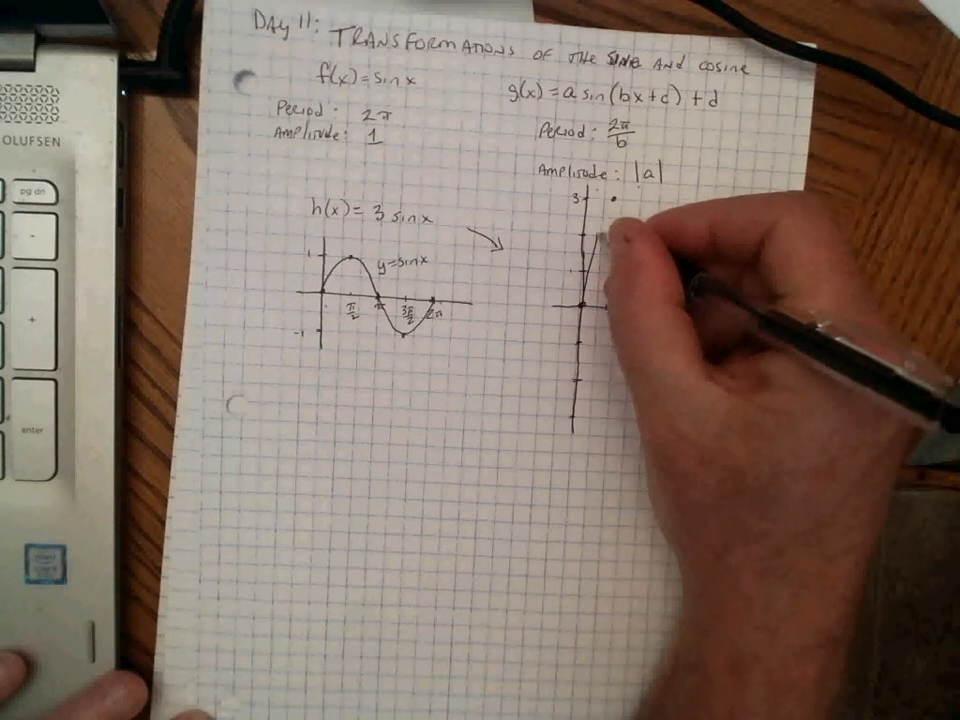 DAY 11: TRANSFORMATIONS OF THE SINE AND COSINE
f(x) = sin x
Period: 2π
Amplitude: 1
g(x) = a sin(bx+c) + d
Period: 2π/b
Amplitude: |a|
h(x) = 3 sin x
1
y = sin x
π/2
π
3π/2
2π
-1
3
OLUFSEN
pg dn
-
+
enter